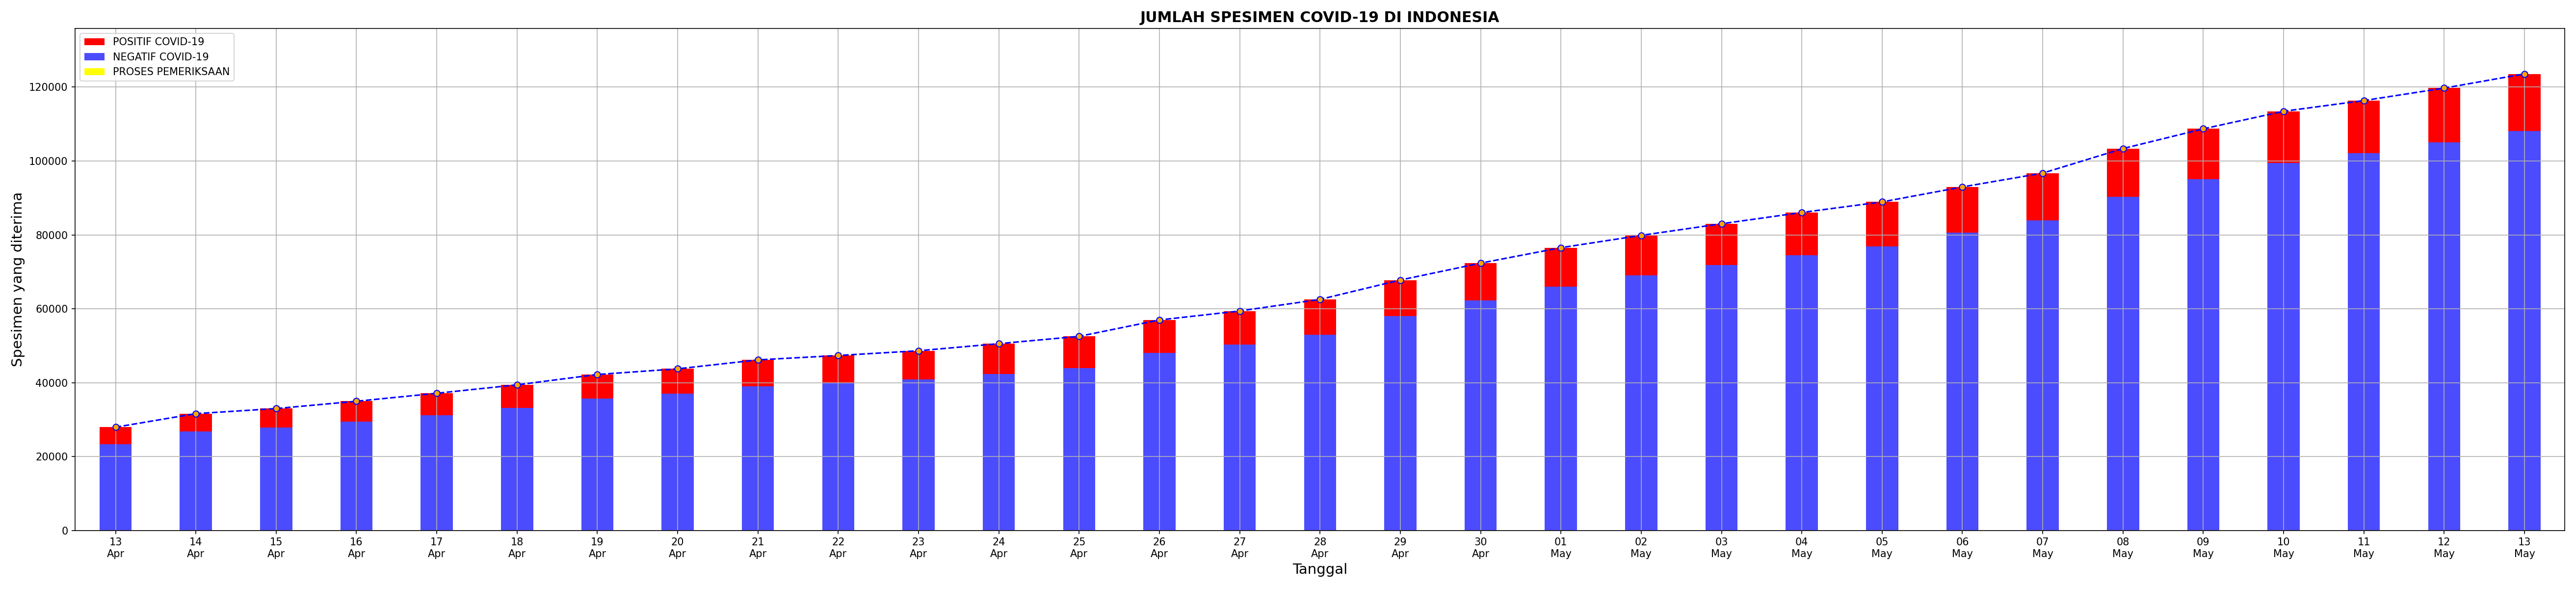 JUMLAH SPESIMEN COVID-19 DI INDONESIA
POSITIF COVID-19
NEGATIF COVID-19
PROSES PEMERIKSAAN
Spesimen yang diterima
120000
100000
80000
60000
40000
20000
0
13 14 15 16 17 18 19 20 21 22 23 24 25 26 27 28 29 30 01 02 03 04 05 06 07 08 09 10 11 12 13
Apr Apr Apr Apr Apr Apr Apr Apr Apr Apr Apr Apr Apr Apr Apr Apr Apr Apr May May May May May May May May May May May May May
Tanggal